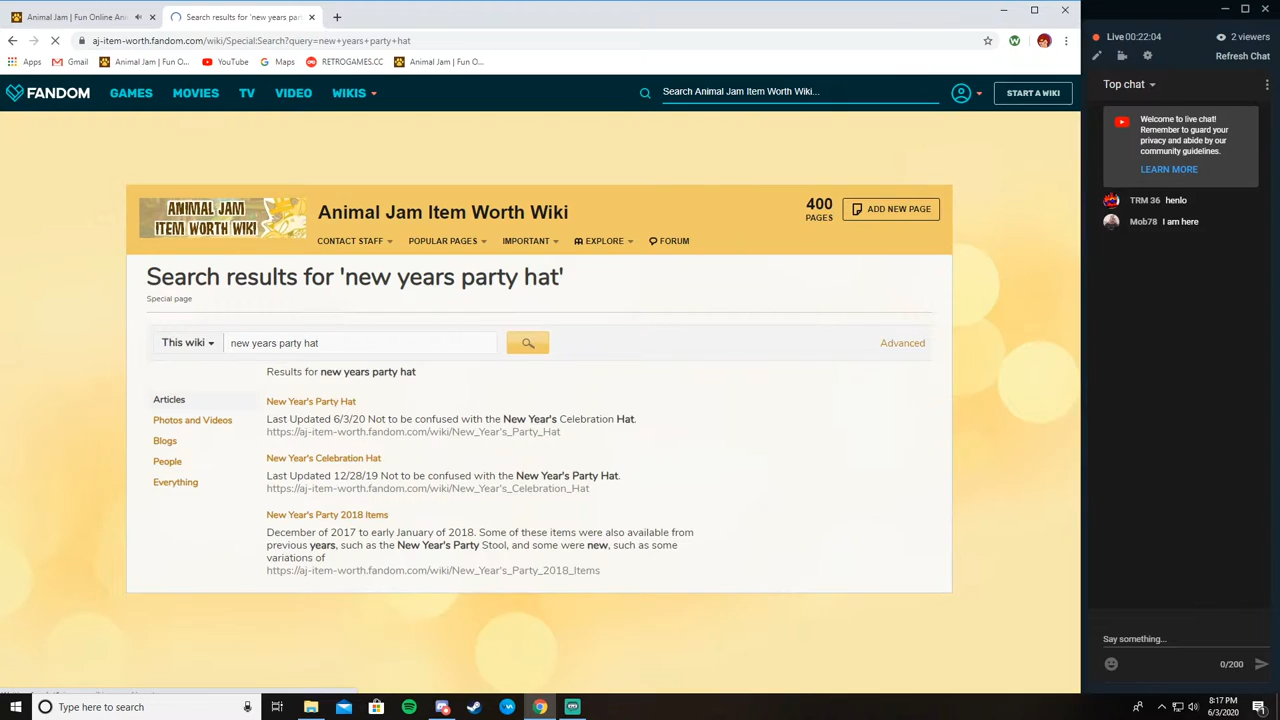 Animal Jam | Fun Online Ani
Search results for 'new years par
aj-item-worth.fandom.com/wiki/Special:Search?query=new+years+party+hat
Apps
Gmail
Animal Jam | Fun O...
YouTube
Maps
RETROGAMES.CC
Animal Jam | Fun O...
FANDOM
GAMES
MOVIES
TV
VIDEO
WIKIS
Search Animal Jam Item Worth Wiki...
START A WIKI
ANIMAL JAM
ITEM WORTH WIKI
Animal Jam Item Worth Wiki
400
PAGES
ADD NEW PAGE
CONTACT STAFF
POPULAR PAGES
IMPORTANT
EXPLORE
FORUM
Search results for 'new years party hat'
Special page
This wiki
new years party hat
Advanced
Results for new years party hat
Articles
Photos and Videos
Blogs
People
Everything
New Year's Party Hat
Last Updated 6/3/20 Not to be confused with the New Year's Celebration Hat.
https://aj-item-worth.fandom.com/wiki/New_Year's_Party_Hat
New Year's Celebration Hat
Last Updated 12/28/19 Not to be confused with the New Year's Party Hat.
https://aj-item-worth.fandom.com/wiki/New_Year's_Celebration_Hat
New Year's Party 2018 Items
December of 2017 to early January of 2018. Some of these items were also available from
previous years, such as the New Year's Party Stool, and some were new, such as some
variations of
https://aj-item-worth.fandom.com/wiki/New_Year's_Party_2018_Items
Live 00:22:04
2 viewers
Refresh Chat
Top chat
Welcome to live chat!
Remember to guard your
privacy and abide by our
community guidelines.
LEARN MORE
TRM 36 henlo
Mob78 I am here
Say something...
0/200
Type here to search
8:17 PM
6/3/2020